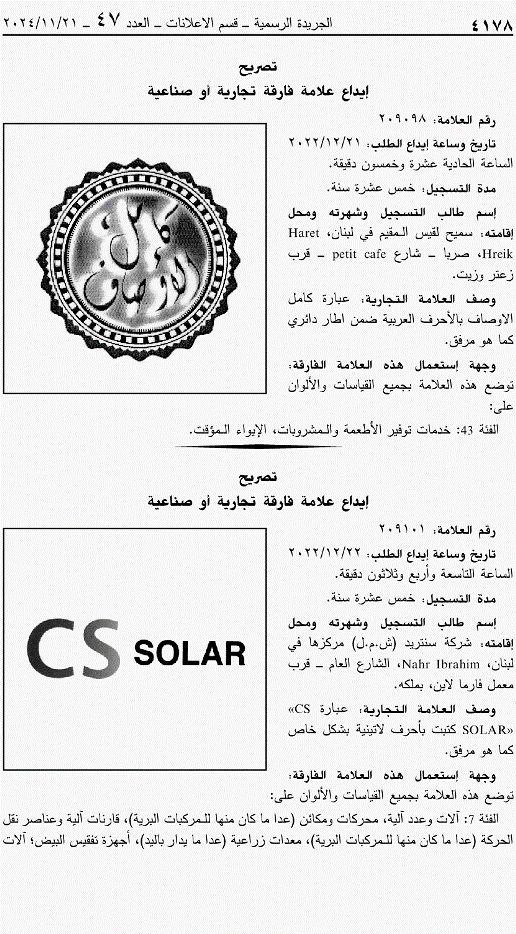 ٤١٧٨ الجريدة الرسمية – قسم الاعلانات – العدد ٤٧ – ٢٠٢٤/١١/٢١
تصريح
إيداع علامة فارقة تجارية أو صناعية
رقم العلامة: ٢٠٩٠٩٨
تاريخ وساعة إيداع الطلب: ٢٠٢٢/١٢/٢١
الساعة الحادية عشرة وخمسون دقيقة.
مدة التسجيل: خمس عشرة سنة.
إسم طالب التسجيل وشهرته ومحل
إقامته: سميح لقيس المقيم في لبنان، Haret
Hreik، صربا – شارع petit cafe – قرب
زعتر وزيت.
وصف العلامة التجارية: عبارة كامل
الاوصاف بالأحرف العربية ضمن اطار دائري
كما هو مرفق.
وجهة إستعمال هذه العلامة الفارقة:
توضع هذه العلامة بجميع القياسات والألوان
على:
كامل
الاوصاف
الفئة 43: خدمات توفير الأطعمة والمشروبات، الإيواء المؤقت.
تصريح
إيداع علامة فارقة تجارية أو صناعية
رقم العلامة: ٢٠٩١٠١
تاريخ وساعة إيداع الطلب: ٢٠٢٢/١٢/٢٢
الساعة التاسعة وأربع وثلاثون دقيقة.
مدة التسجيل: خمس عشرة سنة.
إسم طالب التسجيل وشهرته ومحل
إقامته: شركة سنتريد (ش.م.ل) مركزها في
لبنان، Nahr Ibrahim، الشارع العام – قرب
معمل فارما لاين، بملكه.
وصف العلامة التجارية: عبارة «CS
SOLAR» كتبت بأحرف لاتينية بشكل خاص
كما هو مرفق.
وجهة إستعمال هذه العلامة الفارقة:
توضع هذه العلامة بجميع القياسات والألوان على:
CS SOLAR
الفئة 7: آلات وعدد آلية، محركات ومكائن (عدا ما كان منها للمركبات البرية)، قارنات آلية وعناصر نقل
الحركة (عدا ما كان منها للمركبات البرية)، معدات زراعية (عدا ما يدار باليد)، أجهزة تفقيس البيض؛ آلات